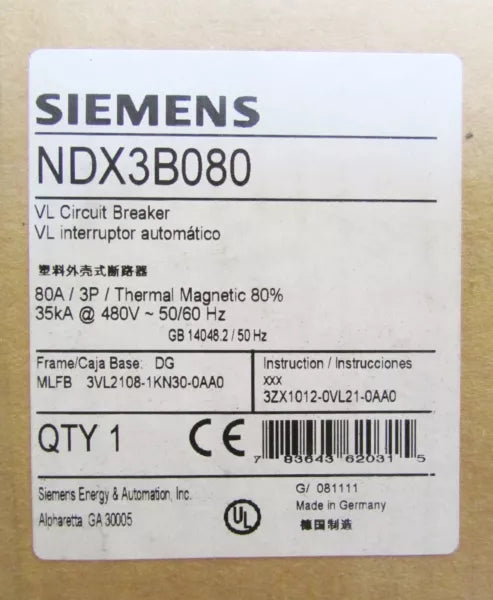 SIEMENS
NDX3B080
VL Circuit Breaker
VL interruptor automático
塑料外壳式断路器
80A / 3P / Thermal Magnetic 80%
35kA @ 480V ~ 50/60 Hz
GB 14048.2 / 50 Hz
Frame/Caja Base: DG
MLFB 3VL2108-1KN30-0AA0
Instruction / Instrucciones
xxx
3ZX1012-0VL21-0AA0
QTY 1
CE
7 83643 62031 5
Siemens Energy & Automation, Inc.
Alpharetta GA 30005
UL
G/ 081111
Made in Germany
德国制造